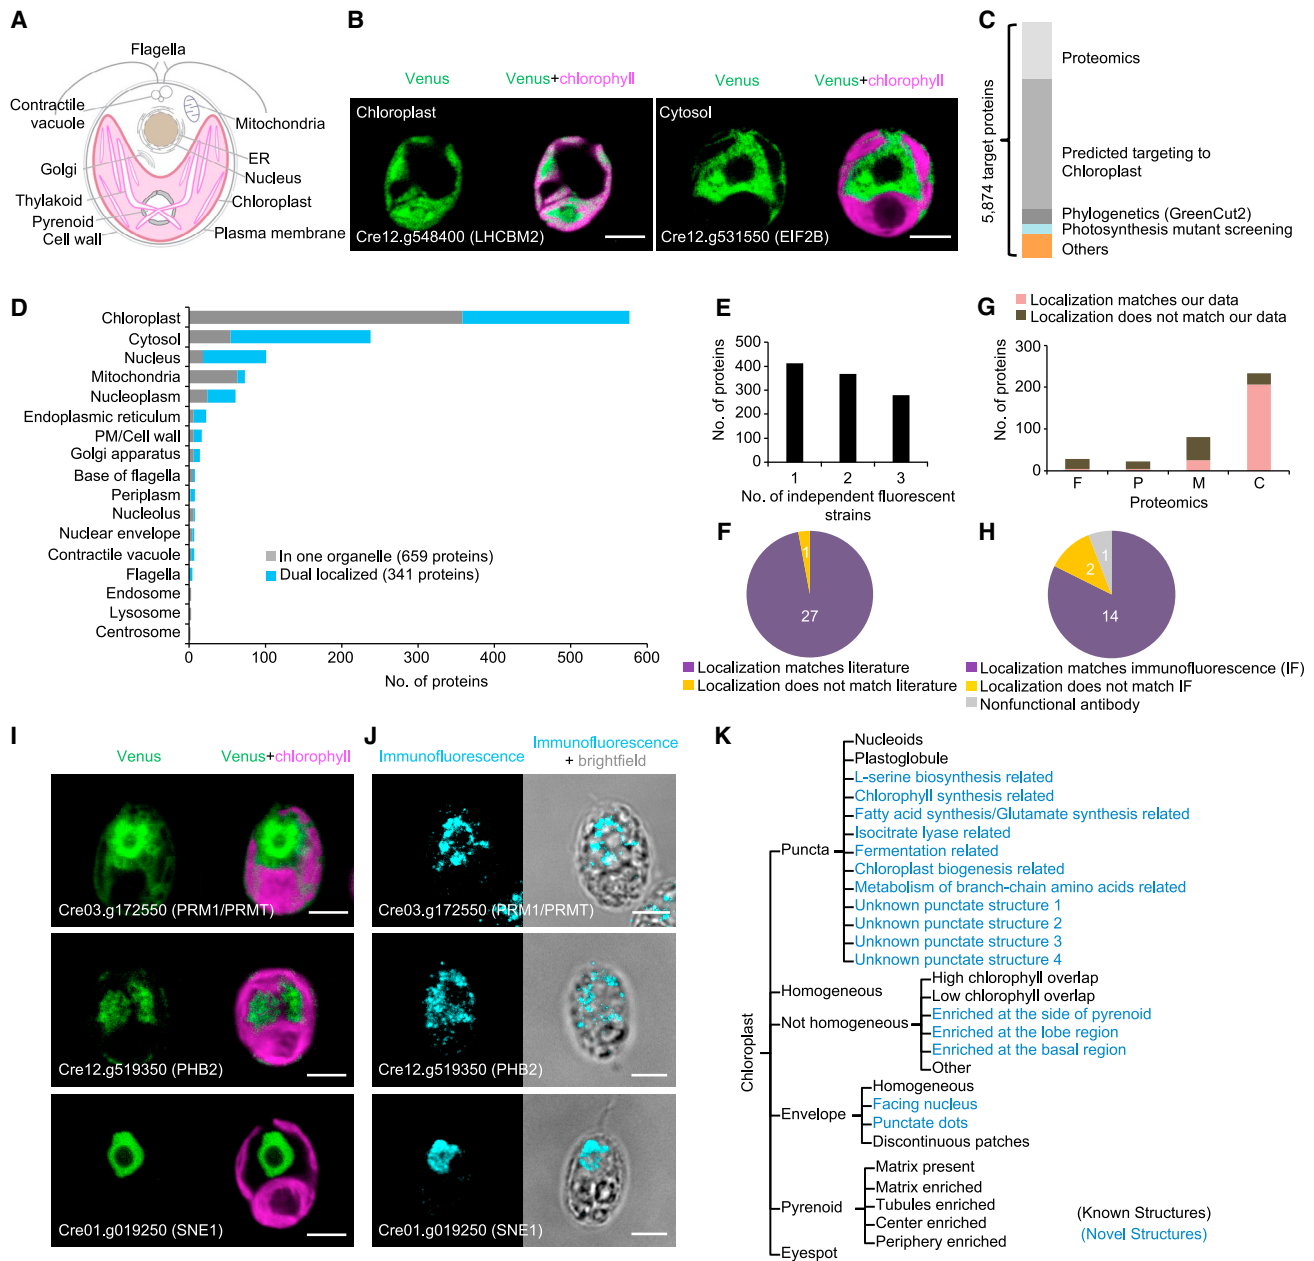 A
Flagella
Contractile
vacuole
Mitochondria
Golgi
ER
Nucleus
Thylakoid
Chloroplast
Pyrenoid
Cell wall
Plasma membrane
B
Venus
Venus+chlorophyll
Venus
Venus+chlorophyll
Chloroplast
Cytosol
Cre12.g548400 (LHCBM2)
Cre12.g531550 (EIF2B)
C
5,874 target proteins
Proteomics
Predicted targeting to
Chloroplast
Phylogenetics (GreenCut2)
Photosynthesis mutant screening
Others
D
Chloroplast
Cytosol
Nucleus
Mitochondria
Nucleoplasm
Endoplasmic reticulum
PM/Cell wall
Golgi apparatus
Base of flagella
Periplasm
Nucleolus
Nuclear envelope
Contractile vacuole
Flagella
Endosome
Lysosome
Centrosome
In one organelle (659 proteins)
Dual localized (341 proteins)
0 100 200 300 400 500 600
No. of proteins
E
No. of proteins
500
400
300
200
100
0
1 2 3
No. of independent fluorescent
strains
F
1
27
Localization matches literature
Localization does not match literature
G
Localization matches our data
Localization does not match our data
No. of proteins
300
200
100
0
F P M C
Proteomics
H
1
2
14
Localization matches immunofluorescence (IF)
Localization does not match IF
Nonfunctional antibody
I
Venus
Venus+chlorophyll
Cre03.g172550 (PRM1/PRMT)
Cre12.g519350 (PHB2)
Cre01.g019250 (SNE1)
J
Immunofluorescence
Immunofluorescence
+ brightfield
Cre03.g172550 (PRM1/PRMT)
Cre12.g519350 (PHB2)
Cre01.g019250 (SNE1)
K
Chloroplast
Puncta
Nucleoids
Plastoglobule
L-serine biosynthesis related
Chlorophyll synthesis related
Fatty acid synthesis/Glutamate synthesis related
Isocitrate lyase related
Fermentation related
Chloroplast biogenesis related
Metabolism of branch-chain amino acids related
Unknown punctate structure 1
Unknown punctate structure 2
Unknown punctate structure 3
Unknown punctate structure 4
Homogeneous
Not homogeneous
High chlorophyll overlap
Low chlorophyll overlap
Enriched at the side of pyrenoid
Enriched at the lobe region
Enriched at the basal region
Other
Envelope
Homogeneous
Facing nucleus
Punctate dots
Discontinuous patches
Pyrenoid
Matrix present
Matrix enriched
Tubules enriched
Center enriched
Periphery enriched
Eyespot
(Known Structures)
(Novel Structures)